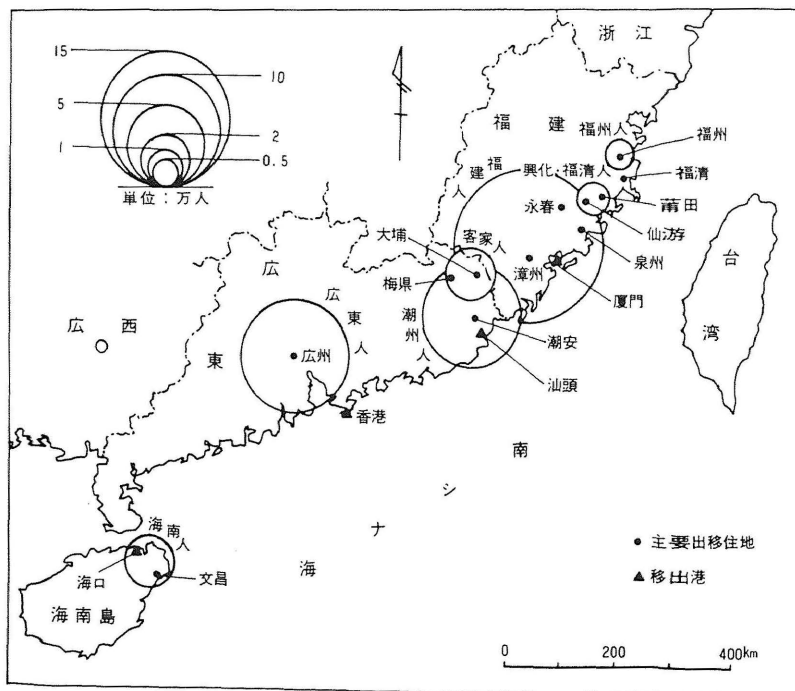 15
10
5
2
1
0.5
単位：万人
浙江
福建
福州人
福州
福清
興化・福清人
莆田
仙游
永春
泉州
福建人
漳州
厦門
客家人
大埔
梅県
潮州人
潮安
汕頭
広東
広東人
広州
香港
広西
台湾
南シナ海
海南人
海口
文昌
海南島
● 主要出移住地
▲ 移出港
0 200 400km